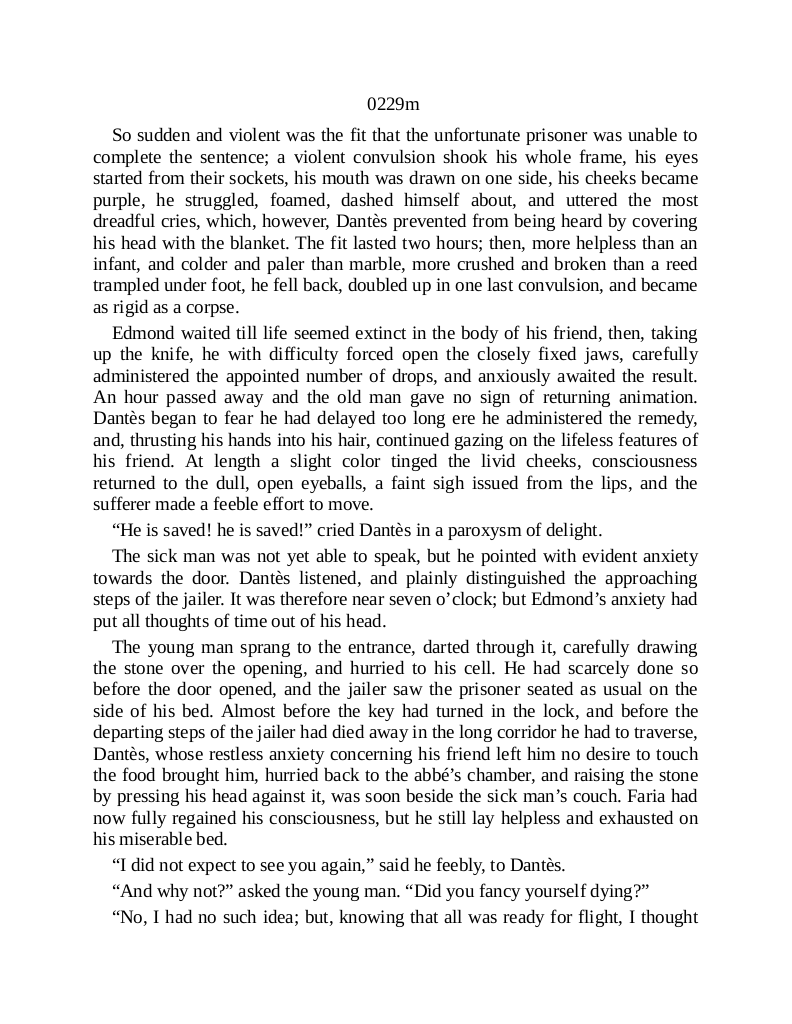 0229m
So sudden and violent was the fit that the unfortunate prisoner was unable to
complete the sentence; a violent convulsion shook his whole frame, his eyes
started from their sockets, his mouth was drawn on one side, his cheeks became
purple, he struggled, foamed, dashed himself about, and uttered the most
dreadful cries, which, however, Dantès prevented from being heard by covering
his head with the blanket. The fit lasted two hours; then, more helpless than an
infant, and colder and paler than marble, more crushed and broken than a reed
trampled under foot, he fell back, doubled up in one last convulsion, and became
as rigid as a corpse.
Edmond waited till life seemed extinct in the body of his friend, then, taking
up the knife, he with difficulty forced open the closely fixed jaws, carefully
administered the appointed number of drops, and anxiously awaited the result.
An hour passed away and the old man gave no sign of returning animation.
Dantès began to fear he had delayed too long ere he administered the remedy,
and, thrusting his hands into his hair, continued gazing on the lifeless features of
his friend. At length a slight color tinged the livid cheeks, consciousness
returned to the dull, open eyeballs, a faint sigh issued from the lips, and the
sufferer made a feeble effort to move.
“He is saved! he is saved!” cried Dantès in a paroxysm of delight.
The sick man was not yet able to speak, but he pointed with evident anxiety
towards the door. Dantès listened, and plainly distinguished the approaching
steps of the jailer. It was therefore near seven o’clock; but Edmond’s anxiety had
put all thoughts of time out of his head.
The young man sprang to the entrance, darted through it, carefully drawing
the stone over the opening, and hurried to his cell. He had scarcely done so
before the door opened, and the jailer saw the prisoner seated as usual on the
side of his bed. Almost before the key had turned in the lock, and before the
departing steps of the jailer had died away in the long corridor he had to traverse,
Dantès, whose restless anxiety concerning his friend left him no desire to touch
the food brought him, hurried back to the abbé’s chamber, and raising the stone
by pressing his head against it, was soon beside the sick man’s couch. Faria had
now fully regained his consciousness, but he still lay helpless and exhausted on
his miserable bed.
“I did not expect to see you again,” said he feebly, to Dantès.
“And why not?” asked the young man. “Did you fancy yourself dying?”
“No, I had no such idea; but, knowing that all was ready for flight, I thought